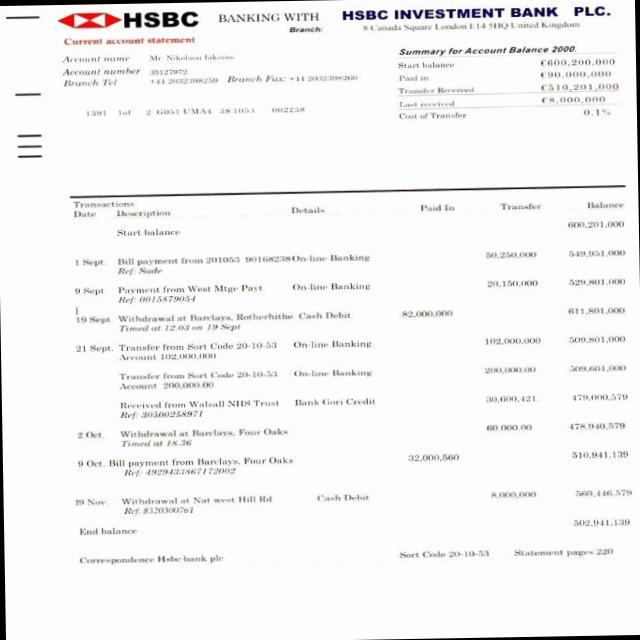 HSBC BANKING WITH HSBC INVESTMENT BANK PLC.
Branch: 8 Canada Square London E14 5HQ United Kingdom
Current account statement
Summary for Account Balance 2000.
Account name Mr. Nikolaou Iakovos
Start balance €600,200,000
Account number 35127972
Paid in €90,000,000
Branch Tel +44 2032398259 Branch Fax: +44 2032398260
Transfer Received €510,201,000
Last received €8,000,000
1391 1of 2 G051 UMA4 38 1053 002238
Cost of Transfer 0.1%
Transactions
Date Description Details Paid In Transfer Balance
Start balance 600,201,000
1 Sept. Bill payment from 201053 90168238 On-line Banking 50,250,000 549,951,000
Ref: Sade
9 Sept. Payment from West Mtge Payt On-line Banking 20,150,000 529,801,000
Ref: 0015879054
]
19 Sept Withdrawal at Barclays, Rotherhithe Cash Debit 82,000,000 611,801,000
Timed at 12.03 on 19 Sept
21 Sept. Transfer from Sort Code 20-10-53 On-line Banking 102,000,000 509,801,000
Account 102,000,000
Transfer from Sort Code 20-10-53 On-line Banking 200,000.00 509,601,000
Account 200,000.00
Received from Walsall NHS Trust Bank Gori Credit 30,600,421. 479,000,579
Ref: 30500258971
2 Oct. Withdrawal at Barclays, Four Oaks 60.000.00 478,940,579
Timed at 18.36
9 Oct. Bill payment from Barclays, Four Oaks 32,000,560 510,941,139
Ref: 4929433867172002
19 Nov. Withdrawal at Nat west Hill Rd Cash Debit 8,000,000 560,446,579
Ref: 8320300761
End balance 502,941,139
Correspondence Hsbc bank plc Sort Code 20-10-53 Statement pages 220